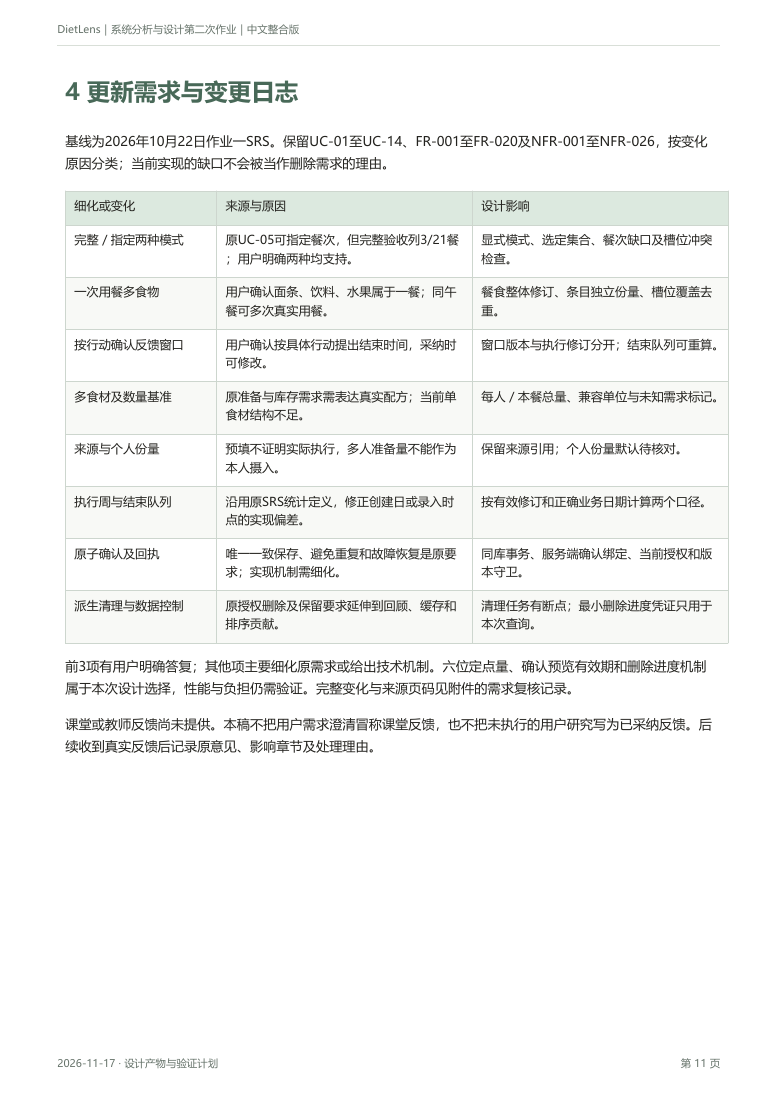 DietLens | 系统分析与设计第二次作业 | 中文整合版
4 更新需求与变更日志
基线为2026年10月22日作业一SRS。保留UC-01至UC-14、FR-001至FR-020及NFR-001至NFR-026，按变化
原因分类；当前实现的缺口不会被当作删除需求的理由。
细化或变化
来源与原因
设计影响
完整 / 指定两种模式
原UC-05可指定餐次，但完整验收列3/21餐
；用户明确两种均支持。
显式模式、选定集合、餐次缺口及槽位冲突
检查。
一次用餐多食物
用户确认面条、饮料、水果属于一餐；同午
餐可多次真实用餐。
餐食整体修订、条目独立份量、槽位覆盖去
重。
按行动确认反馈窗口
用户确认按具体行动提出结束时间，采纳时
可修改。
窗口版本与执行修订分开；结束队列可重算。
多食材及数量基准
原准备与库存需求需表达真实配方；当前单
食材结构不足。
每人 / 本餐总量、兼容单位与未知需求标记。
来源与个人份量
预填不证明实际执行，多人准备量不能作为
本人摄入。
保留来源引用；个人份量默认待核对。
执行周与结束队列
沿用原SRS统计定义，修正创建日或录入时
点的实现偏差。
按有效修订和正确业务日期计算两个口径。
原子确认及回执
唯一一致保存、避免重复和故障恢复是原要
求；实现机制需细化。
同库事务、服务端确认绑定、当前授权和版
本守卫。
派生清理与数据控制
原授权删除及保留要求延伸到回顾、缓存和
排序贡献。
清理任务有断点；最小删除进度凭证只用于
本次查询。
前3项有用户明确答复；其他项主要细化原需求或给出技术机制。六位定点量、确认预览有效期和删除进度机制
属于本次设计选择，性能与负担仍需验证。完整变化与来源页码见附件的需求复核记录。
课堂或教师反馈尚未提供。本稿不把用户需求澄清冒称课堂反馈，也不把未执行的用户研究写为已采纳反馈。后
续收到真实反馈后记录原意见、影响章节及处理理由。
2026-11-17 · 设计产物与验证计划
第 11 页